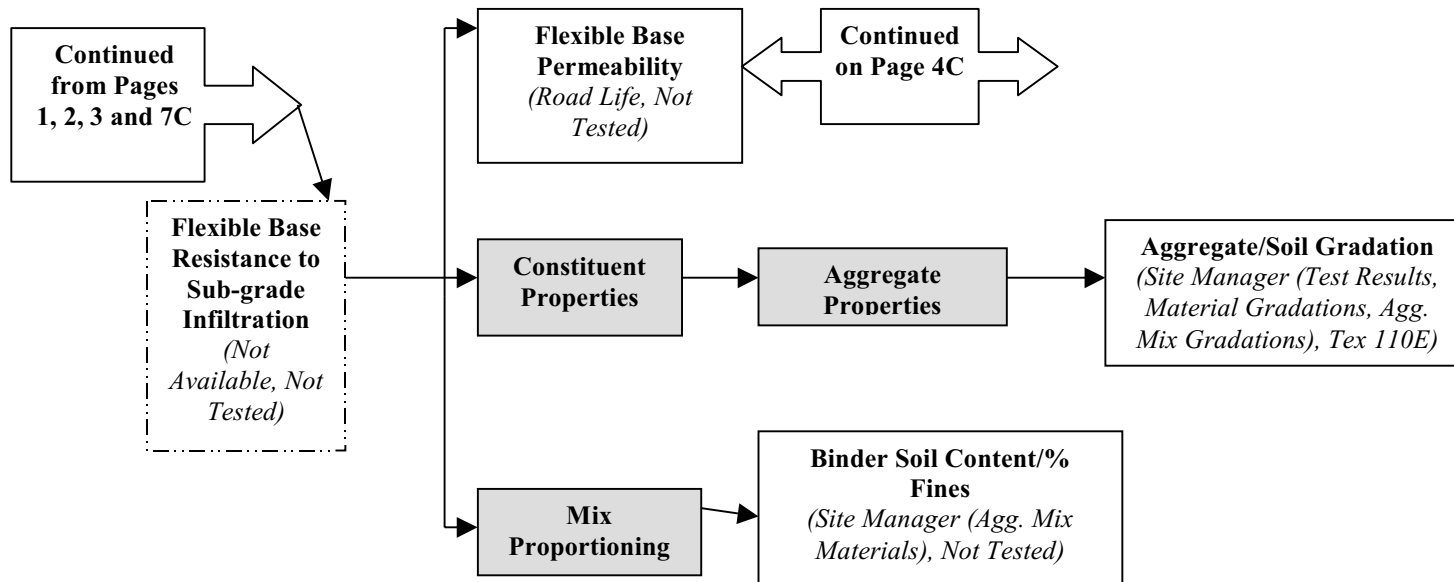 Continued
from Pages
1, 2, 3 and 7C
Flexible Base
Permeability
(Road Life, Not
Tested)
Continued
on Page 4C
Flexible Base
Resistance to
Sub-grade
Infiltration
(Not
Available, Not
Tested)
Constituent
Properties
Aggregate
Properties
Aggregate/Soil Gradation
(Site Manager (Test Results,
Material Gradations, Agg.
Mix Gradations), Tex 110E)
Mix
Proportioning
Binder Soil Content/%
Fines
(Site Manager (Agg. Mix
Materials), Not Tested)